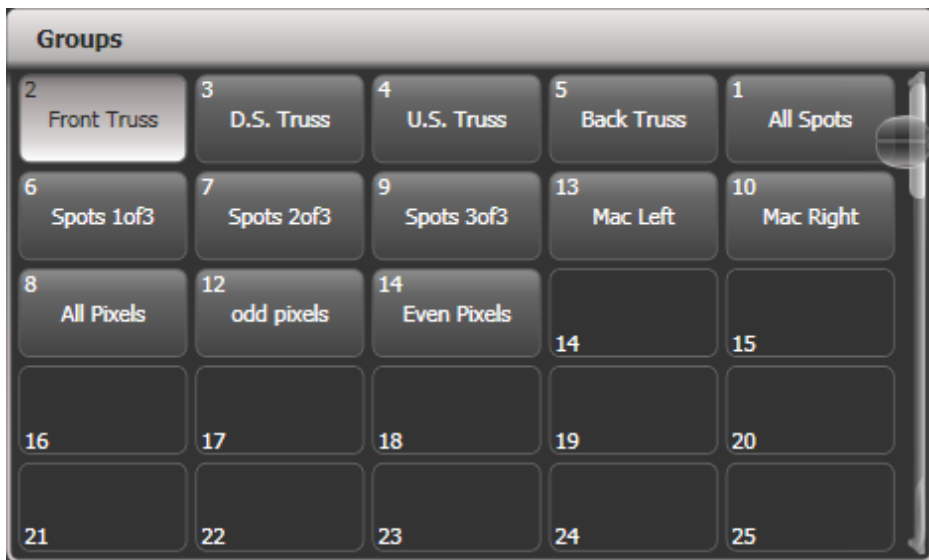 Groups
2 3 4 5 1
Front Truss D.S. Truss U.S. Truss Back Truss All Spots
6 7 9 13 10
Spots 1of3 Spots 2of3 Spots 3of3 Mac Left Mac Right
8 12 14
All Pixels odd pixels Even Pixels
14 15
16 17 18 19 20
21 22 23 24 25